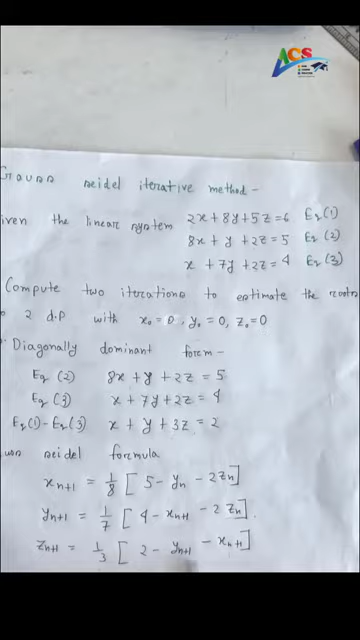 ACS
Gauss seidel iterative method -
iven the linear system 2x + 8y + 5z = 6 Eq (1)
8x + y + 2z = 5 Eq (2)
x + 7y + 2z = 4 Eq (3)
Compute two iterations to estimate the roots
2 d.p with x₀ = 0, y₀ = 0, z₀ = 0
Diagonally dominant form -
Eq (2) 8x + y + 2z = 5
Eq (3) x + 7y + 2z = 4
Eq (1) - Eq (3) x + y + 3z = 2
seidel formula
xₙ₊₁ = 1/8 [ 5 - yₙ - 2zₙ]
yₙ₊₁ = 1/7 [ 4 - xₙ₊₁ - 2 zₙ].
zₙ₊₁ = 1/3 [ 2 - yₙ₊₁ - xₙ₊₁]